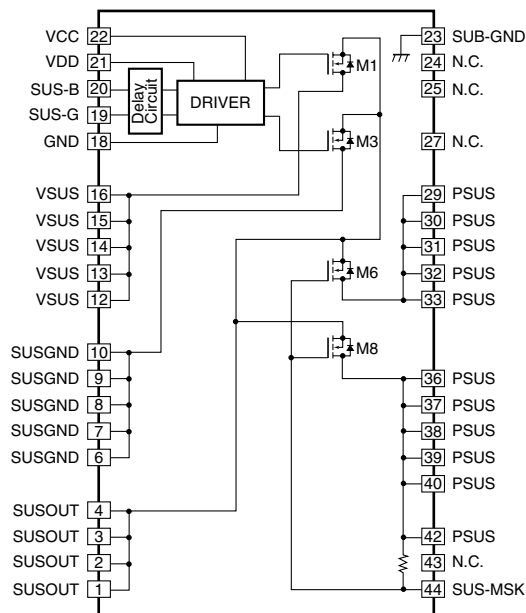 VCC 22
VDD 21
SUS-B 20
SUS-G 19
GND 18
VSUS 16
VSUS 15
VSUS 14
VSUS 13
VSUS 12
SUSGND 10
SUSGND 9
SUSGND 8
SUSGND 7
SUSGND 6
SUSOUT 4
SUSOUT 3
SUSOUT 2
SUSOUT 1
Delay
Circuit
DRIVER
M1
M3
M6
M8
23 SUB-GND
24 N.C.
25 N.C.
27 N.C.
29 PSUS
30 PSUS
31 PSUS
32 PSUS
33 PSUS
36 PSUS
37 PSUS
38 PSUS
39 PSUS
40 PSUS
42 PSUS
43 N.C.
44 SUS-MSK